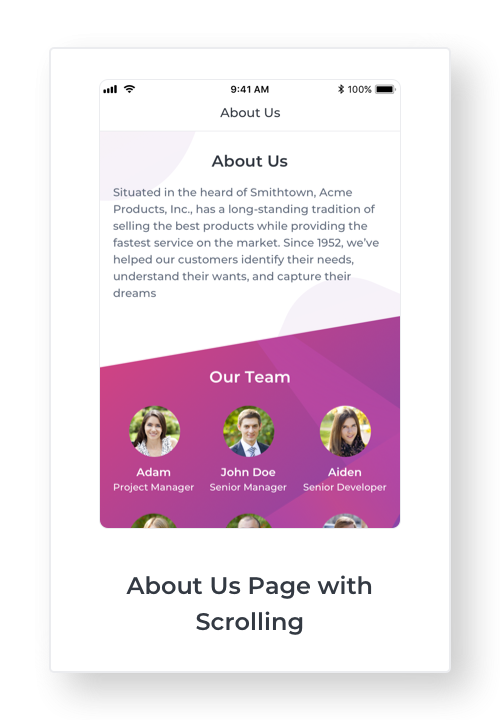 9:41 AM 100%
About Us
About Us
Situated in the heard of Smithtown, Acme
Products, Inc., has a long-standing tradition of
selling the best products while providing the
fastest service on the market. Since 1952, we’ve
helped our customers identify their needs,
understand their wants, and capture their
dreams
Our Team
Adam John Doe Aiden
Project Manager Senior Manager Senior Developer
About Us Page with
Scrolling